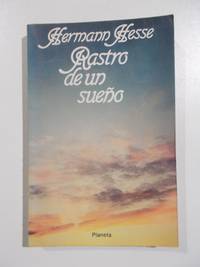 Hermann Hesse
Rastro
de un
sueño
Planeta